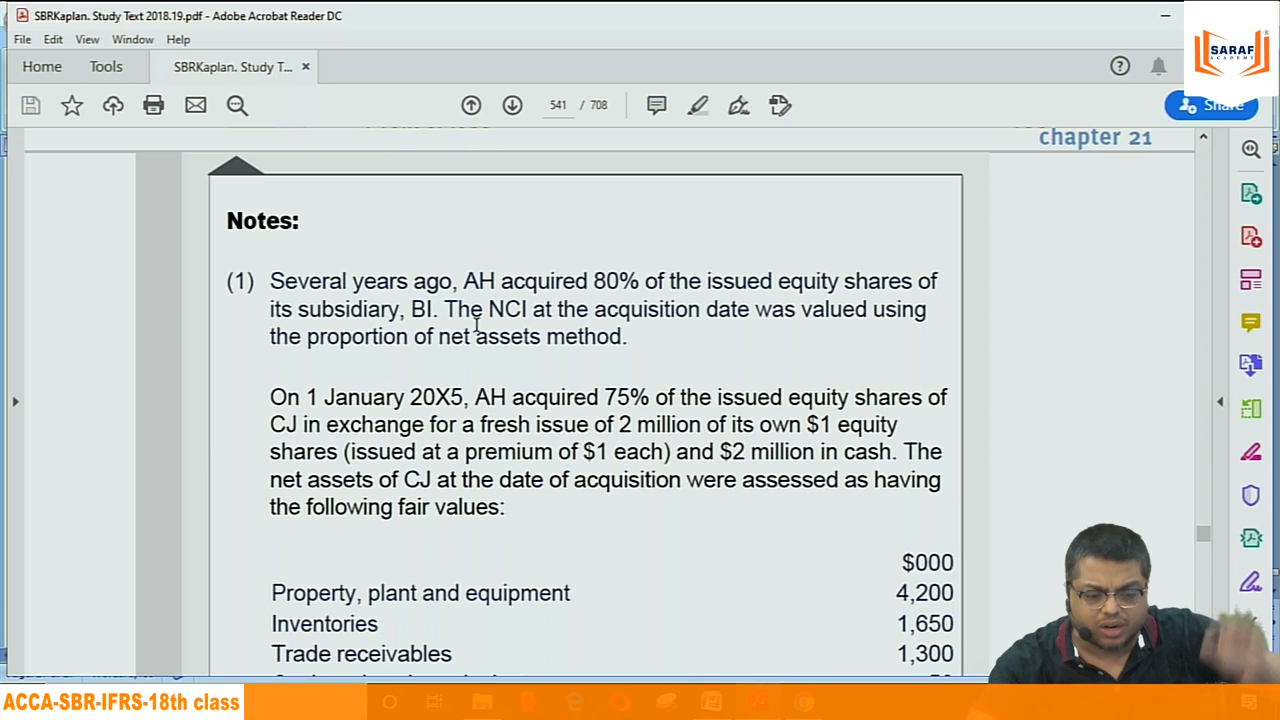 SBRKaplan. Study Text 2018.19.pdf - Adobe Acrobat Reader DC
File Edit View Window Help
Home Tools SBRKaplan. Study T... ×
541 / 708
Share
SARAF
ACADEMY
chapter 21
Notes:
(1) Several years ago, AH acquired 80% of the issued equity shares of
its subsidiary, BI. The NCI at the acquisition date was valued using
the proportion of net assets method.
On 1 January 20X5, AH acquired 75% of the issued equity shares of
CJ in exchange for a fresh issue of 2 million of its own $1 equity
shares (issued at a premium of $1 each) and $2 million in cash. The
net assets of CJ at the date of acquisition were assessed as having
the following fair values:
$000
Property, plant and equipment 4,200
Inventories 1,650
Trade receivables 1,300
ACCA-SBR-IFRS-18th class